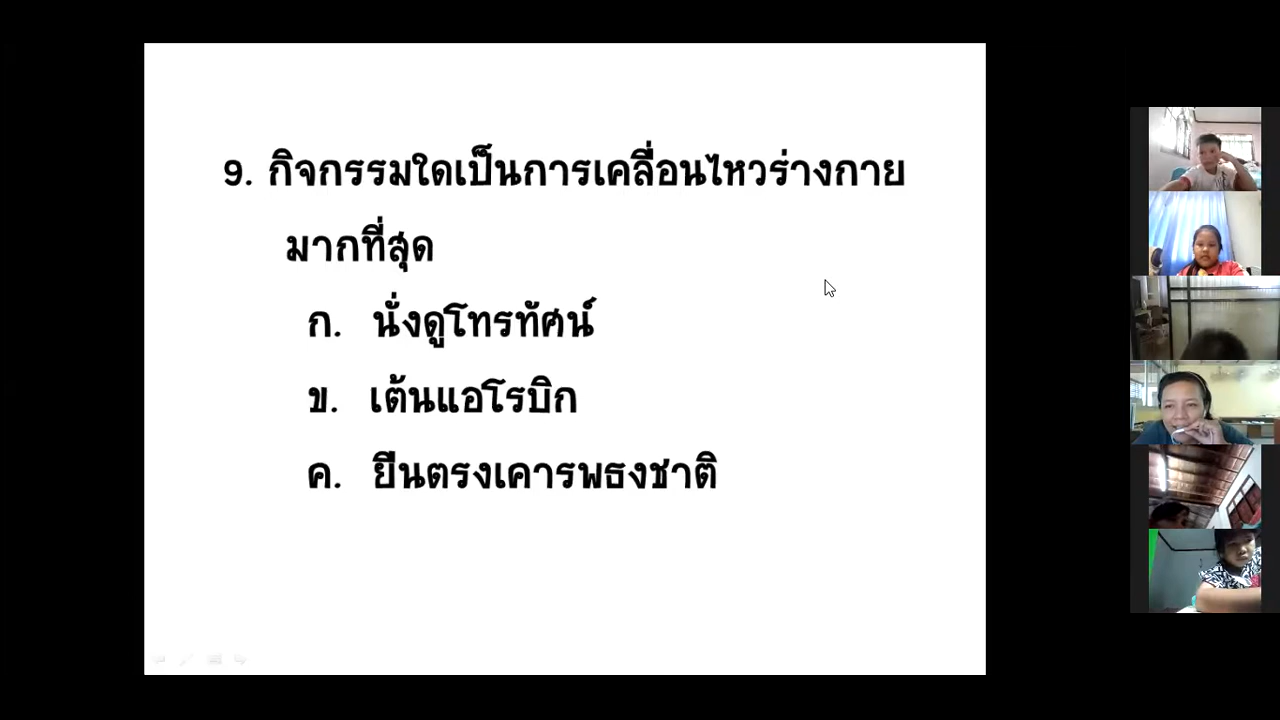 9. กิจกรรมใดเป็นการเคลื่อนไหวร่างกาย
มากที่สุด
ก. นั่งดูโทรทัศน์
ข. เต้นแอโรบิก
ค. ยืนตรงเคารพธงชาติ